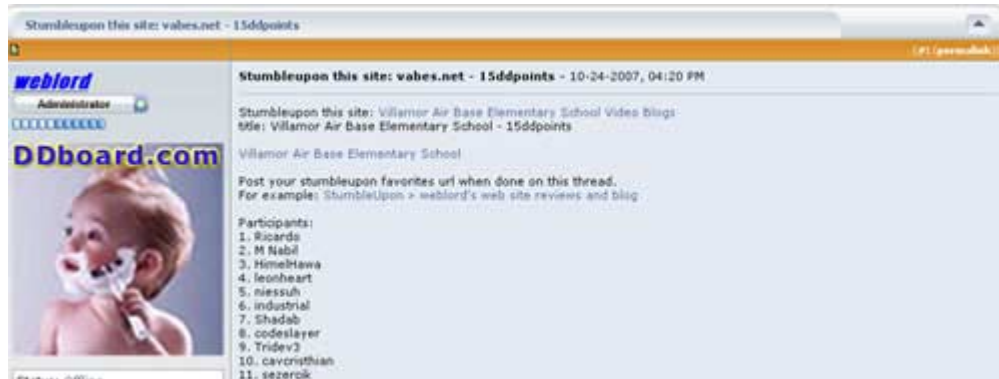 Stumbleupon this site: vabes.net - 15ddpoints
(#1 (permalink))
weblord
Administrator
DDboard.com
Stumbleupon this site: vabes.net - 15ddpoints - 10-24-2007, 04:20 PM
Stumbleupon this site: Villamor Air Base Elementary School Video Blogs
title: Villamor Air Base Elementary School - 15ddpoints
Villamor Air Base Elementary School
Post your stumbleupon favorites url when done on this thread.
For example: StumbleUpon » weblord's web site reviews and blog
Participants:
1. Ricardo
2. M Nabil
3. HimelHawa
4. leonheart
5. niessuh
6. industrial
7. Shadab
8. codeslayer
9. Tridev3
10. cavcristhian
11. sezercik